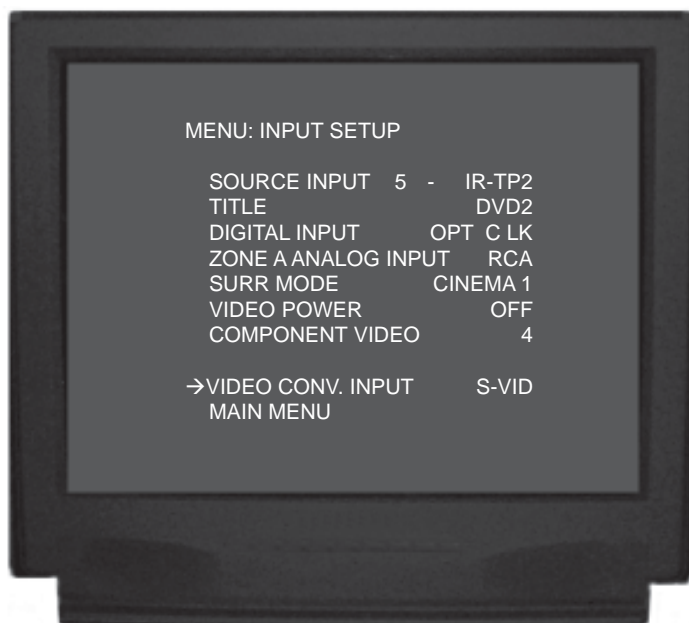 MENU: INPUT SETUP
SOURCE INPUT 5 - IR-TP2
TITLE DVD2
DIGITAL INPUT OPT C LK
ZONE A ANALOG INPUT RCA
SURR MODE CINEMA 1
VIDEO POWER OFF
COMPONENT VIDEO 4
→VIDEO CONV. INPUT S-VID
MAIN MENU